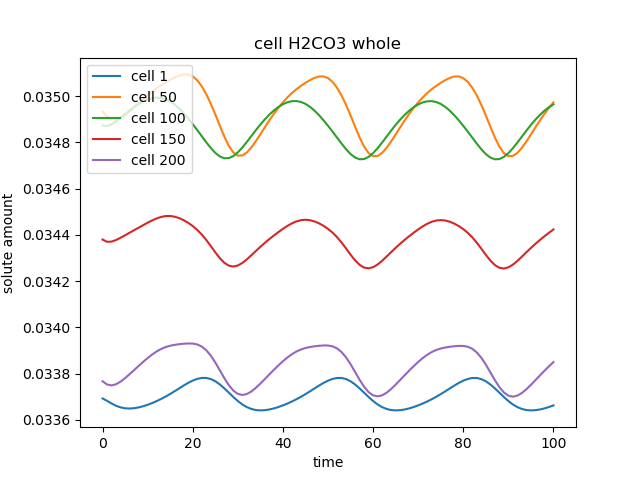 cell H2CO3 whole
cell 1
cell 50
cell 100
cell 150
cell 200
solute amount
0.0350
0.0348
0.0346
0.0344
0.0342
0.0340
0.0338
0.0336
0 20 40 60 80 100
time